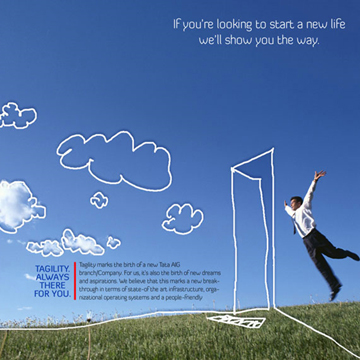 If you're looking to start a new life
we'll show you the way.
TAGILITY.
ALWAYS
THERE
FOR YOU.
Tagility marks the birth of a new Tata AIG
branch/Company. For us, it's also the birth of new dreams
and aspirations. We believe that this marks a new break-
through in terms of state-of the art infrastructure, orga-
nizational operating systems and a people-friendly